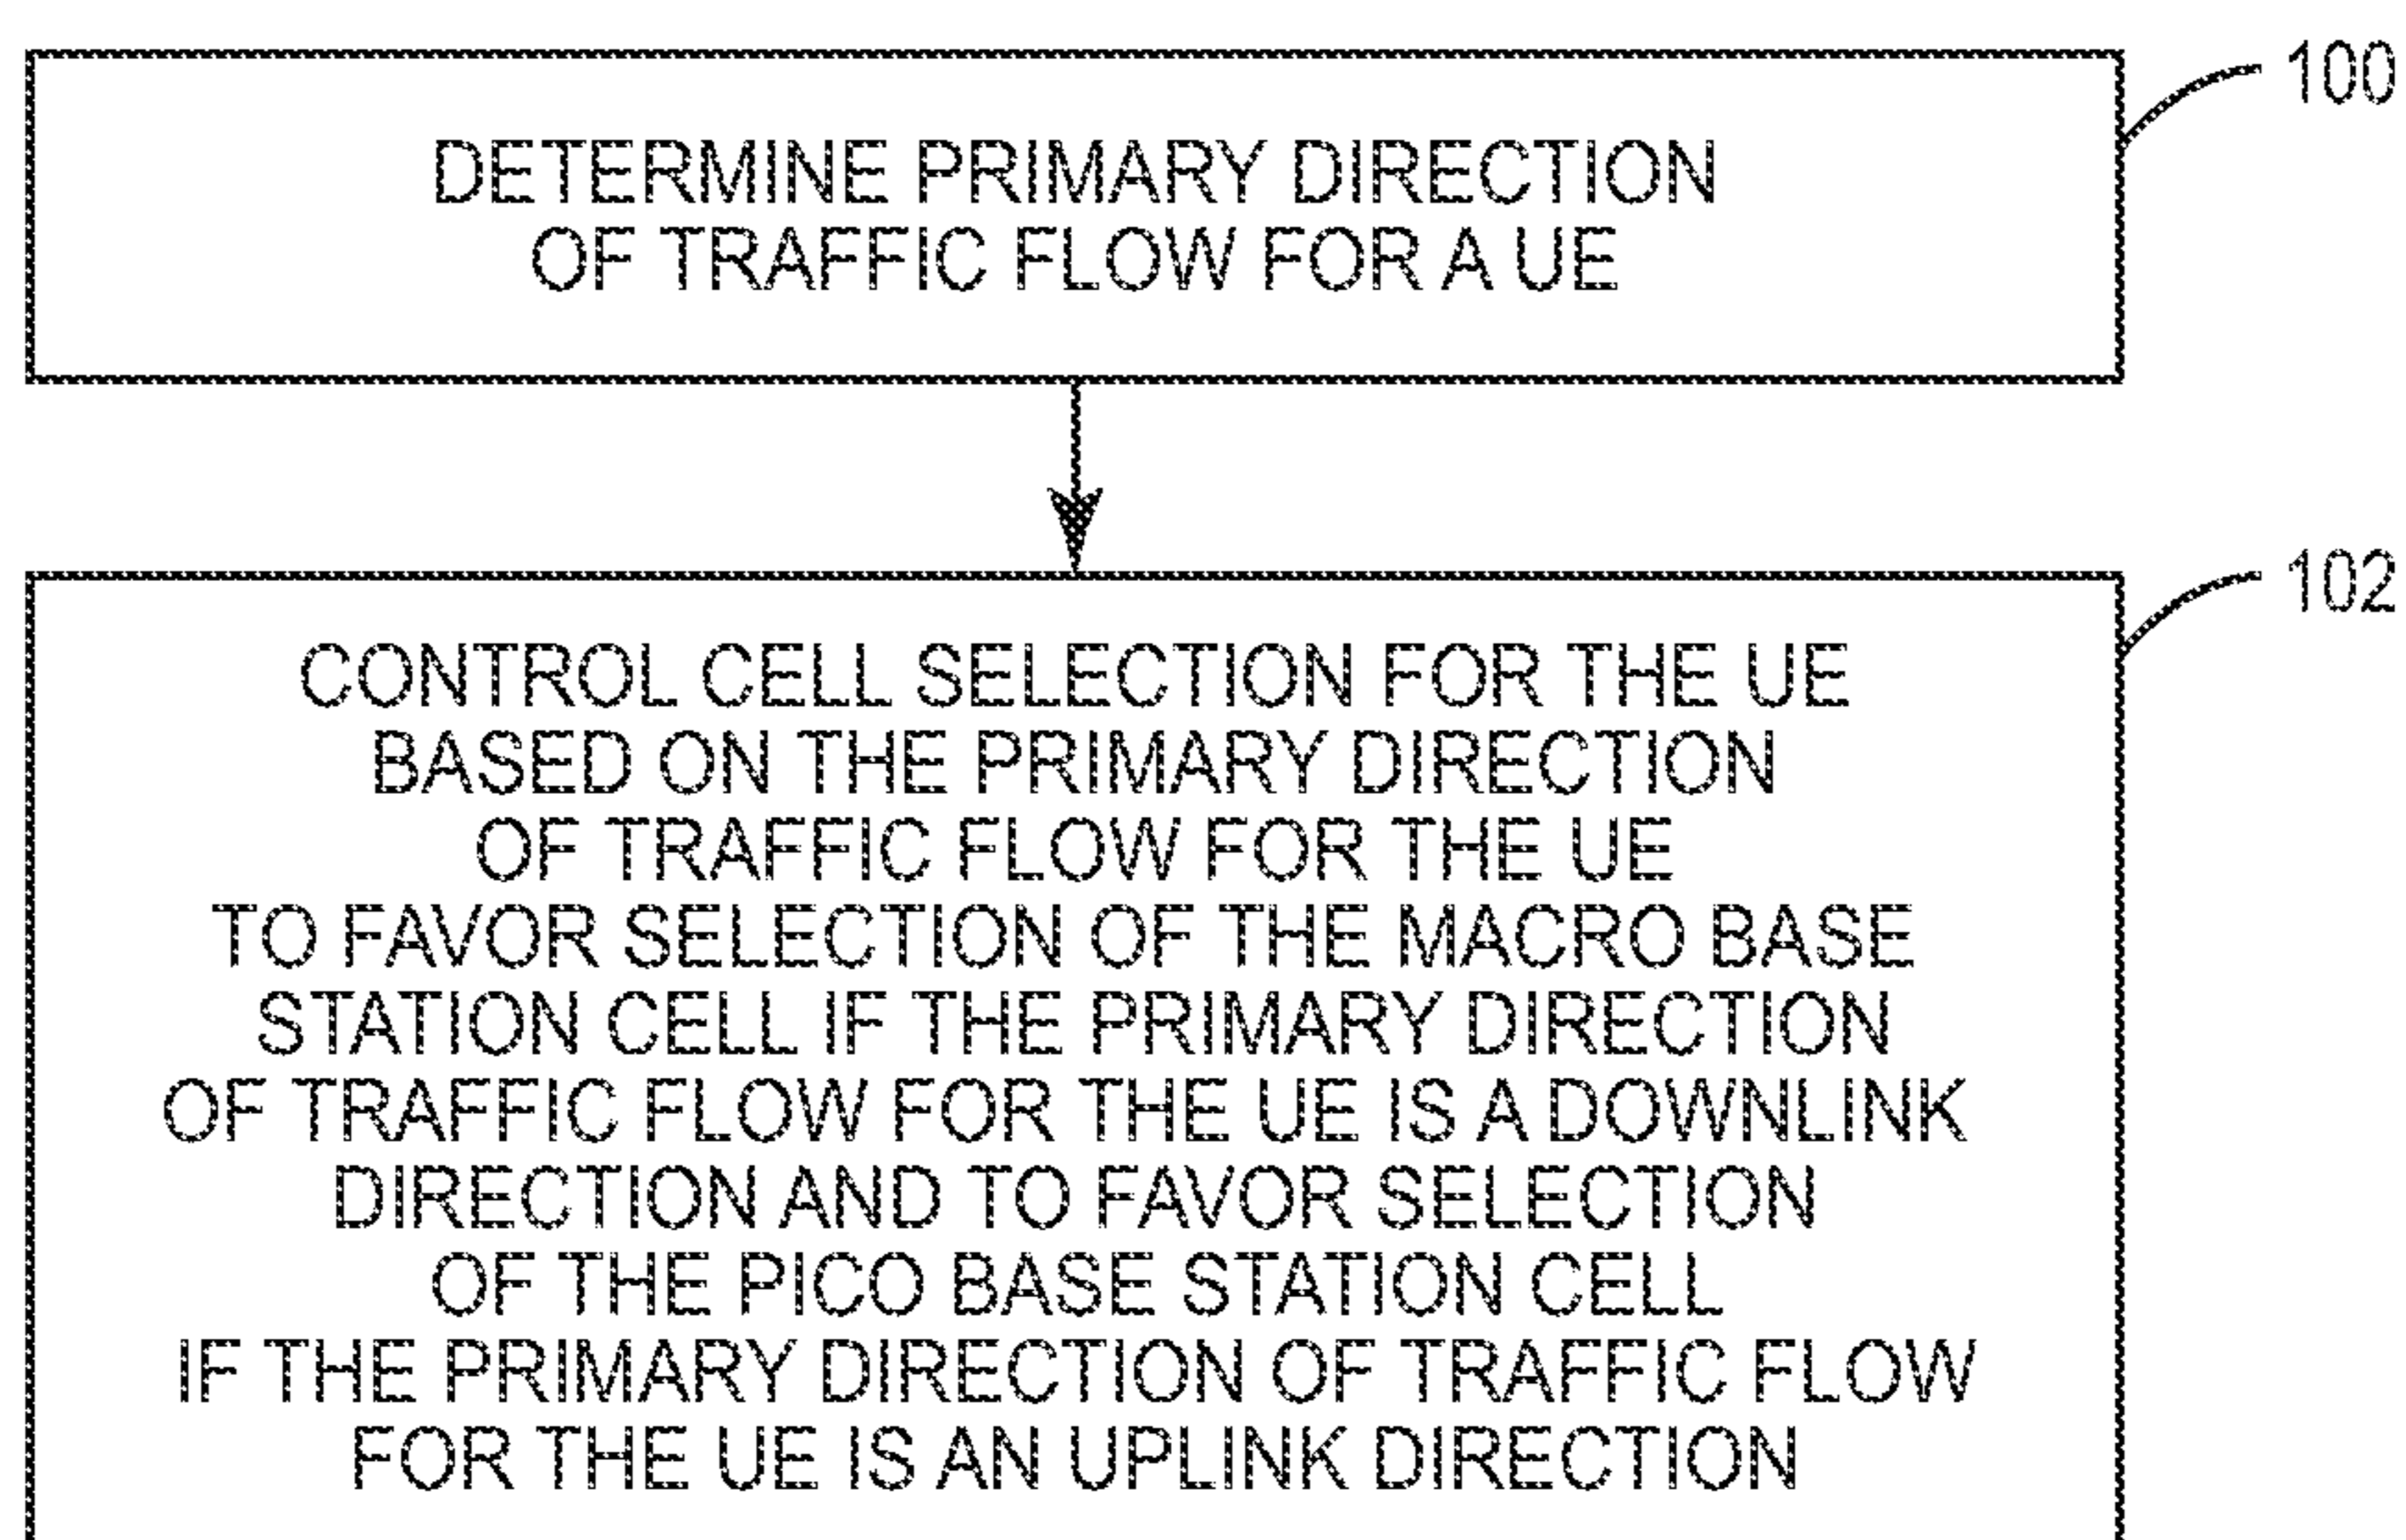 100
DETERMINE PRIMARY DIRECTION
OF TRAFFIC FLOW FOR A UE
102
CONTROL CELL SELECTION FOR THE UE
BASED ON THE PRIMARY DIRECTION
OF TRAFFIC FLOW FOR THE UE
TO FAVOR SELECTION OF THE MACRO BASE
STATION CELL IF THE PRIMARY DIRECTION
OF TRAFFIC FLOW FOR THE UE IS A DOWNLINK
DIRECTION AND TO FAVOR SELECTION
OF THE PICO BASE STATION CELL
IF THE PRIMARY DIRECTION OF TRAFFIC FLOW
FOR THE UE IS AN UPLINK DIRECTION